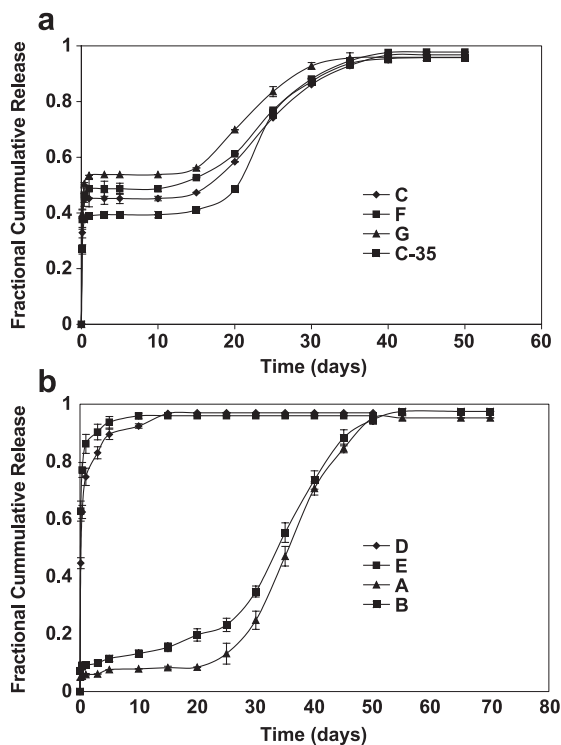 a
1
0.8
0.6
0.4
0.2
0
Fractional Cummulative Release
C
F
G
C-35
0 10 20 30 40 50 60
Time (days)
b
1
0.8
0.6
0.4
0.2
0
Fractional Cummulative Release
D
E
A
B
0 10 20 30 40 50 60 70 80
Time (days)